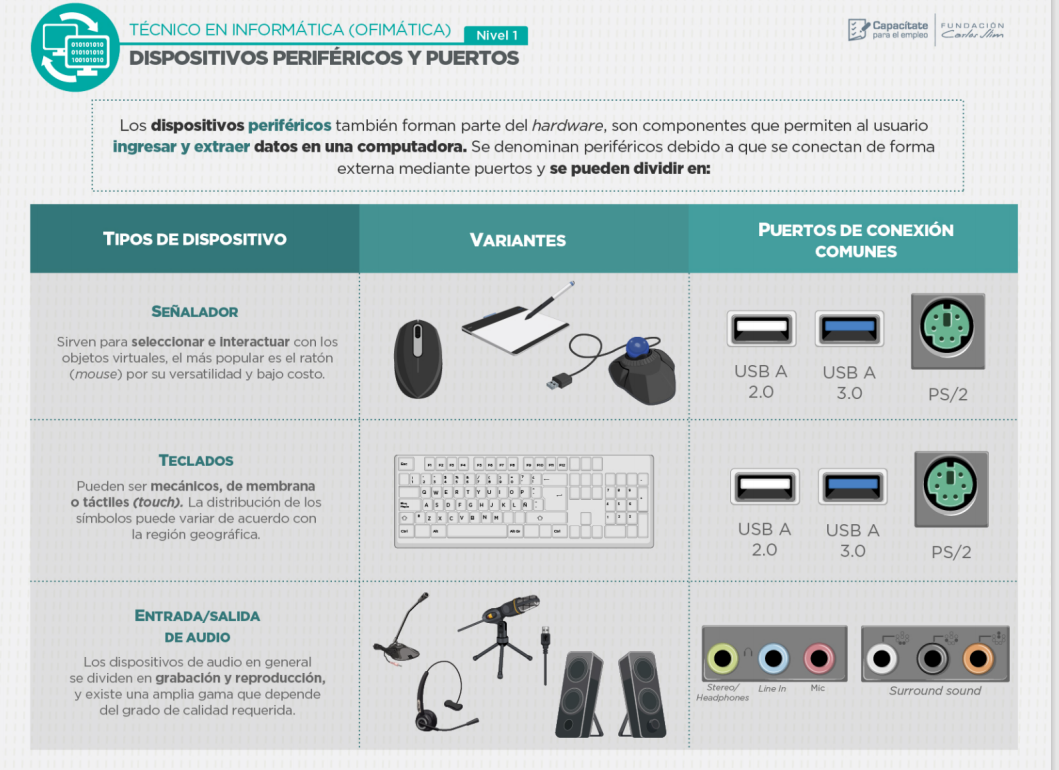 TÉCNICO EN INFORMÁTICA (OFIMÁTICA) Nivel 1
DISPOSITIVOS PERIFÉRICOS Y PUERTOS
Capacítate
para el empleo
FUNDACIÓN
Carlos Slim
010101010
010101010
100101010
Los dispositivos periféricos también forman parte del hardware, son componentes que permiten al usuario
ingresar y extraer datos en una computadora. Se denominan periféricos debido a que se conectan de forma
externa mediante puertos y se pueden dividir en:
TIPOS DE DISPOSITIVO
VARIANTES
PUERTOS DE CONEXIÓN
COMUNES
SEÑALADOR
Sirven para seleccionar e interactuar con los
objetos virtuales, el más popular es el ratón
(mouse) por su versatilidad y bajo costo.
USB A
2.0
USB A
3.0
PS/2
TECLADOS
Pueden ser mecánicos, de membrana
o táctiles (touch). La distribución de los
símbolos puede variar de acuerdo con
la región geográfica.
Q W E R T Y U I O P
A S D F G H J K L Ñ
Z X C V B N M
USB A
2.0
USB A
3.0
PS/2
ENTRADA/SALIDA
DE AUDIO
Los dispositivos de audio en general
se dividen en grabación y reproducción,
y existe una amplia gama que depende
del grado de calidad requerida.
Stereo/
Headphones
Line In
Mic
Surround sound